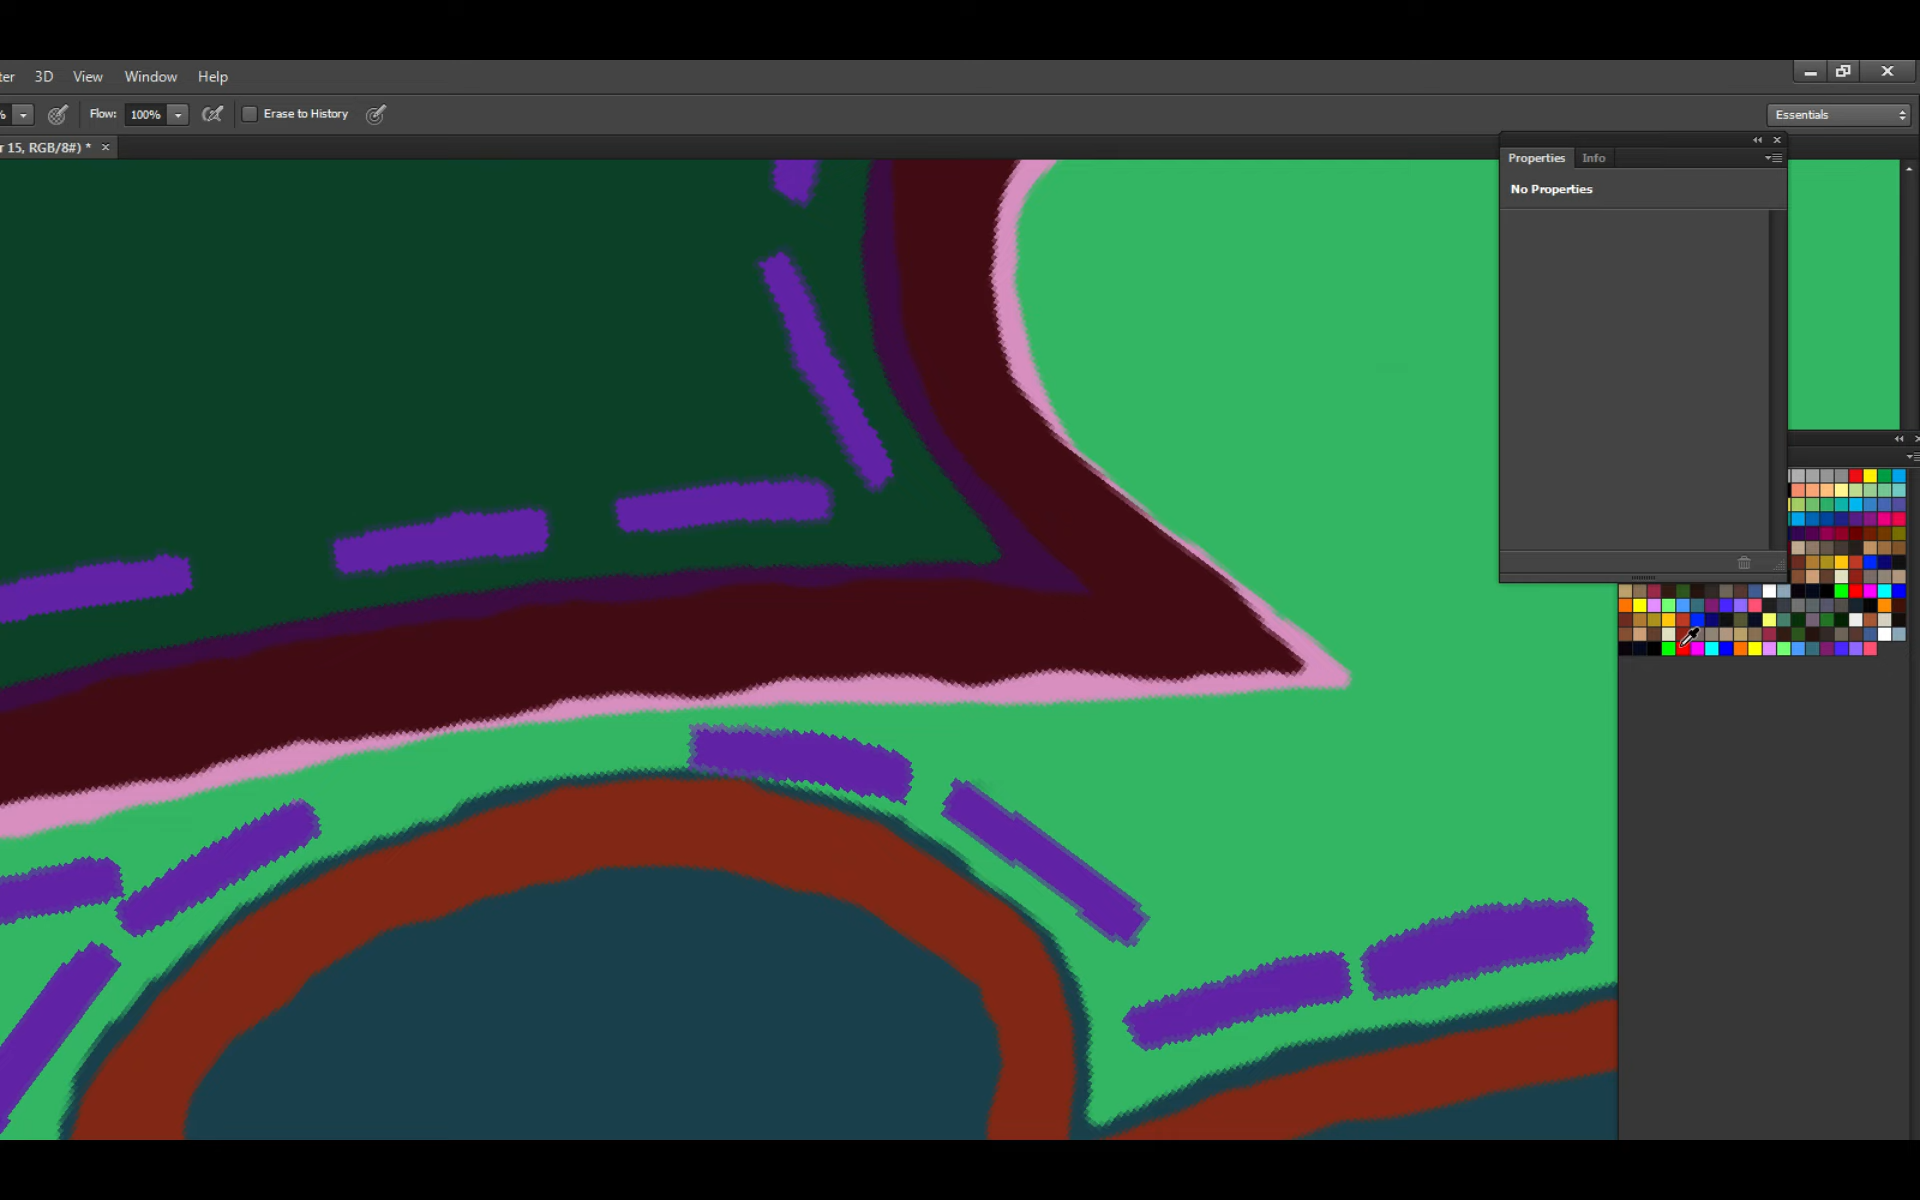 ter 3D View Window Help
% Flow: 100% Erase to History Essentials
r 15, RGB/8#) * ×
Properties Info
No Properties